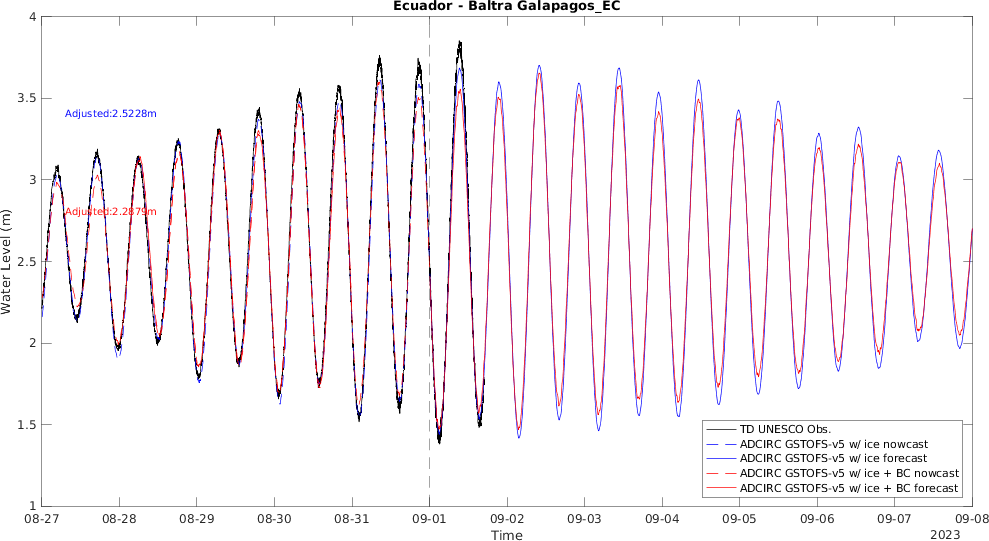 Ecuador - Baltra Galapagos_EC
4
3.5
3
2.5
2
1.5
1
Water Level (m)
Adjusted:2.5228m
Adjusted:2.2879m
TD UNESCO Obs.
ADCIRC GSTOFS-v5 w/ ice nowcast
ADCIRC GSTOFS-v5 w/ ice forecast
ADCIRC GSTOFS-v5 w/ ice + BC nowcast
ADCIRC GSTOFS-v5 w/ ice + BC forecast
08-27 08-28 08-29 08-30 08-31 09-01 09-02 09-03 09-04 09-05 09-06 09-07 09-08
Time
2023